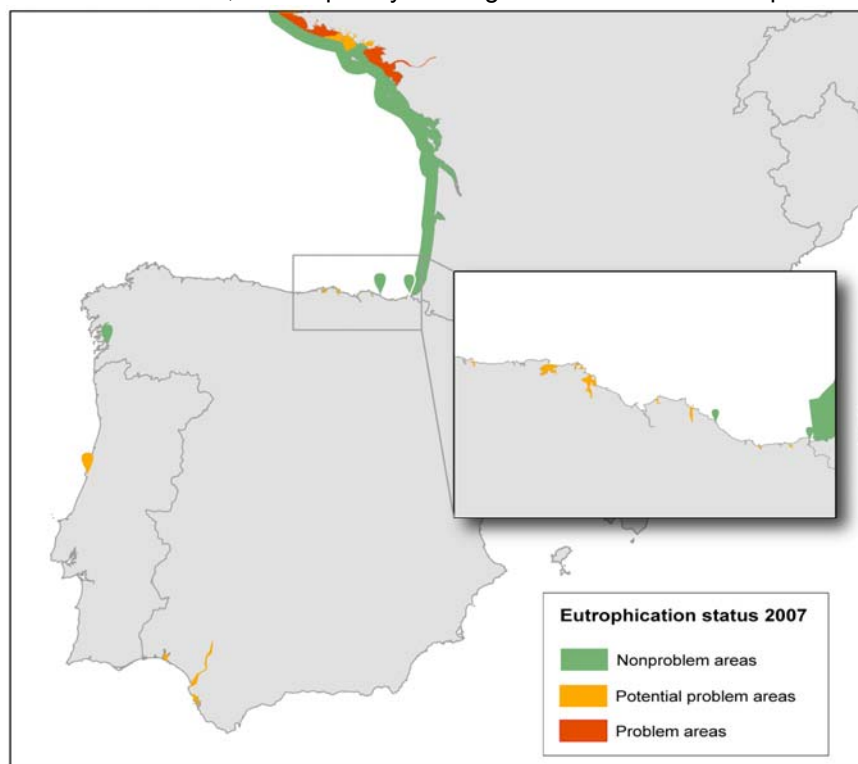 Eutrophication status 2007
Nonproblem areas
Potential problem areas
Problem areas